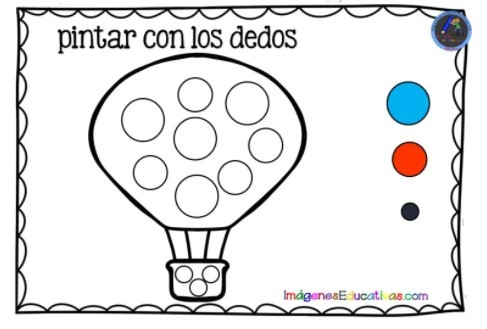 pintar con los dedos
ImágenesEducativas.com